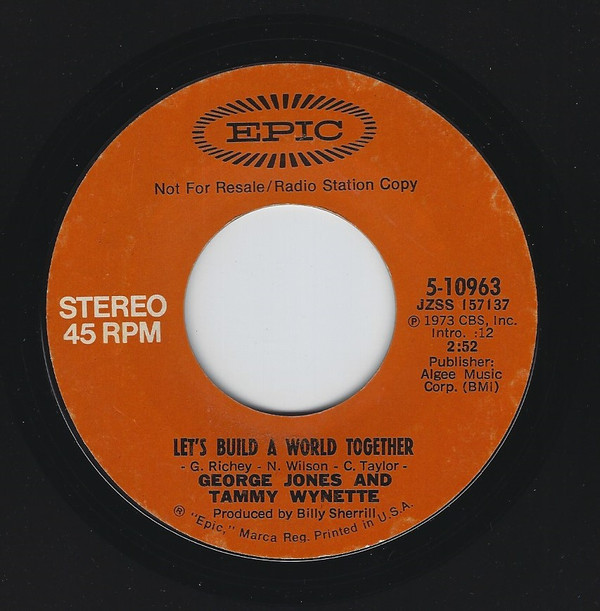 EPIC
Not For Resale/Radio Station Copy
STEREO
45 RPM
5-10963
JZSS 157137
Ⓟ 1973 CBS, Inc.
Intro. :12
2:52
Publisher:
Algee Music
Corp. (BMI)
LET'S BUILD A WORLD TOGETHER
- G. Richey - N. Wilson - C. Taylor -
GEORGE JONES AND
TAMMY WYNETTE
Produced by Billy Sherrill
® "Epic," Marca Reg. Printed in U.S.A.